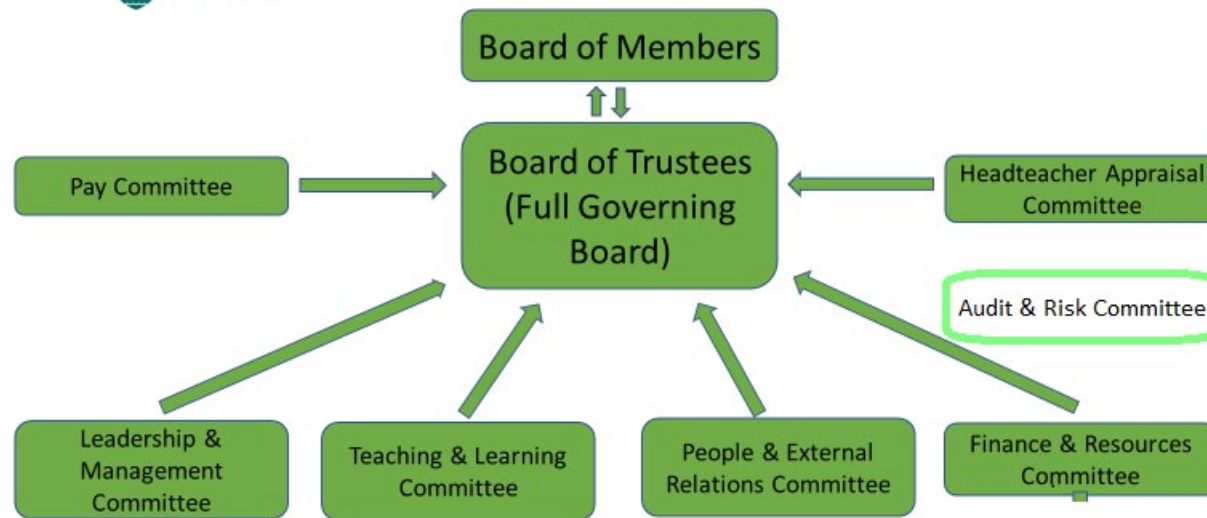 Board of Members
Board of Trustees
(Full Governing
Board)
Pay Committee
Headteacher Appraisal
Committee
Audit & Risk Committee
Leadership &
Management
Committee
Teaching & Learning
Committee
People & External
Relations Committee
Finance & Resources
Committee